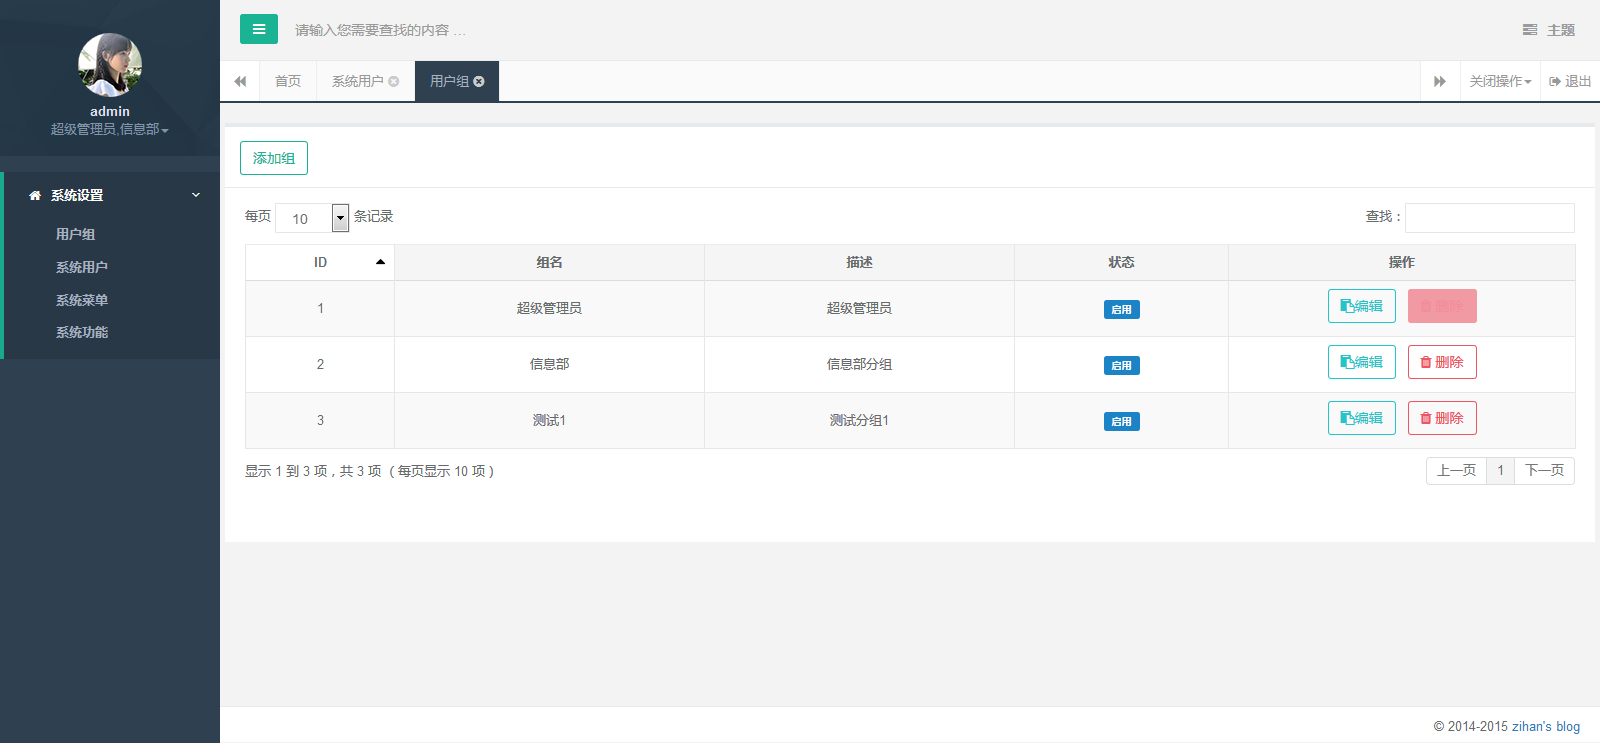 请输入您需要查找的内容 …
主题
admin
超级管理员,信息部
首页 系统用户 用户组 关闭操作 退出
系统设置
用户组
系统用户
系统菜单
系统功能
添加组
每页 10 条记录 查找：
ID 组名 描述 状态 操作
1 超级管理员 超级管理员 启用 编辑 删除
2 信息部 信息部分组 启用 编辑 删除
3 测试1 测试分组1 启用 编辑 删除
显示 1 到 3 项，共 3 项 （每页显示 10 项）
上一页 1 下一页
© 2014-2015 zihan's blog